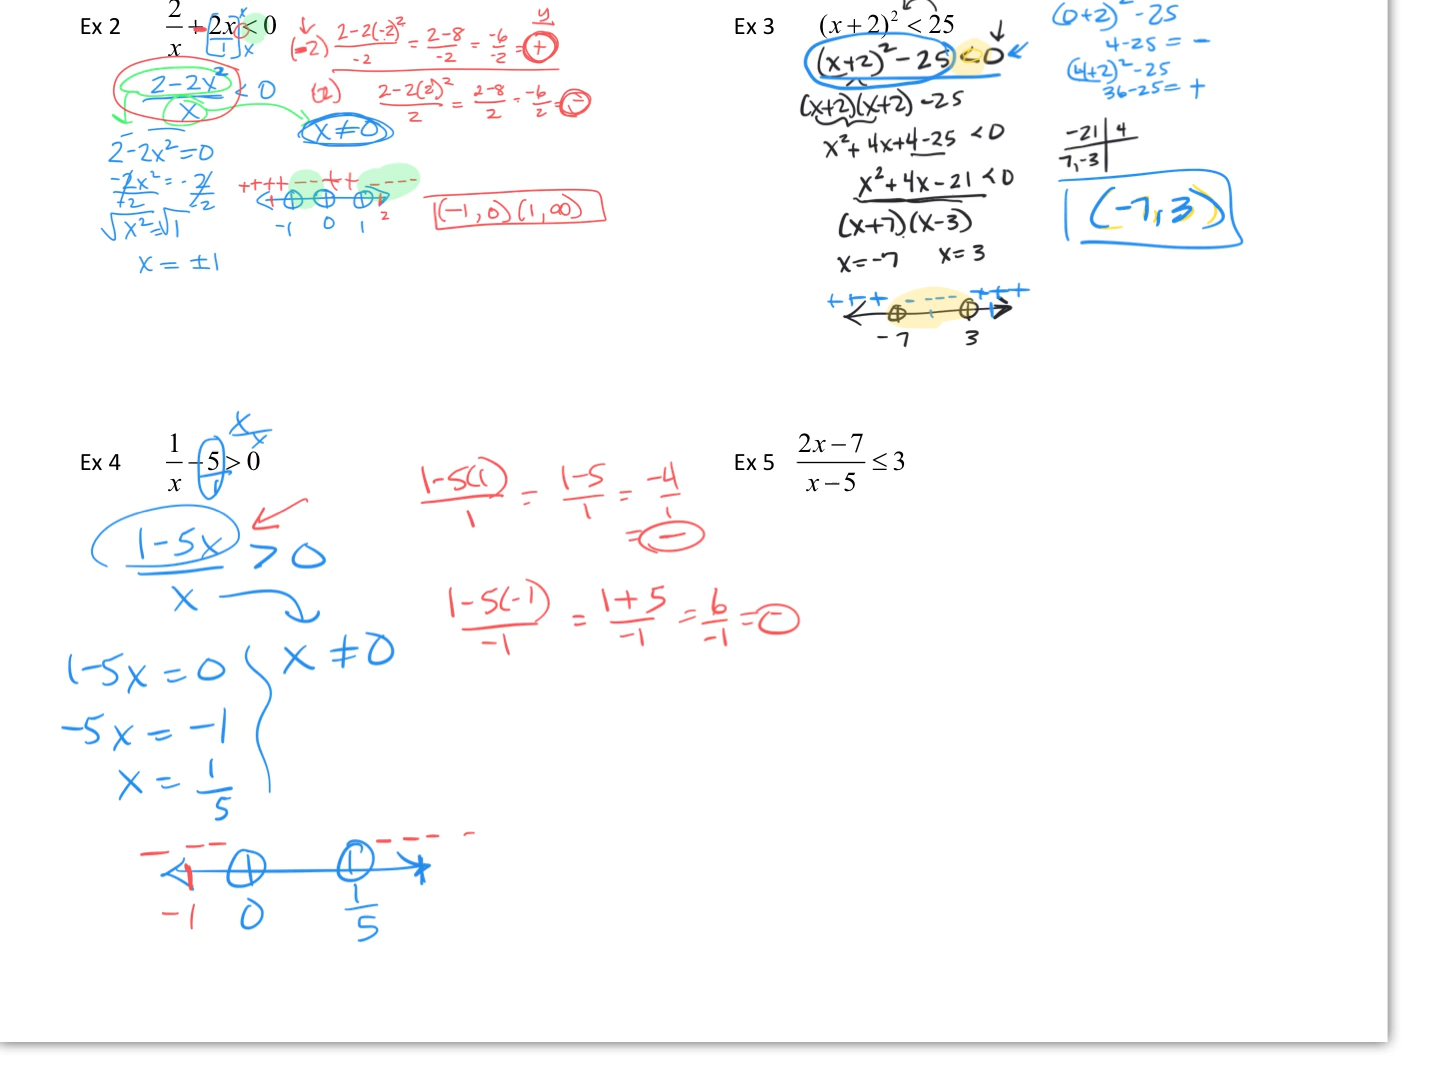 Ex 2
2/x + 2x < 0
2-2x²/x < 0
x ≠ 0
2-2x²=0
-2x²=-2
√x²=√1
x = ±1
(-2) 2-2(-2)²/-2 = 2-8/-2 = -6/-2 = +
y
(2) 2-2(2)²/2 = 2-8/2 = -6/2 = -
++++ --- ++ ----
-1 0 1 2
(-1, 0) (1, ∞)
Ex 3
(x+2)² < 25
(x+2)² - 25 < 0
(x+2)(x+2) -25
x² + 4x+4-25 < 0
x² + 4x - 21 < 0
(x+7)(x-3)
x=-7 x=3
+++ ---- +++
-7 3
(0+2)² -25
4-25 = -
(4+2)² -25
36-25 = +
-21 | 4
7,-3
(-7, 3)
Ex 4
1/x - 5 > 0
x/x
1
1-5x/x > 0
x ≠ 0
1-5x = 0
-5x = -1
x = 1/5
1-5(1)/1 = 1-5/1 = -4/1
= -
1-5(-1)/-1 = 1+5/-1 = 6/-1 = -
- -- ----
-1 0 1/5
Ex 5
2x-7/x-5 ≤ 3